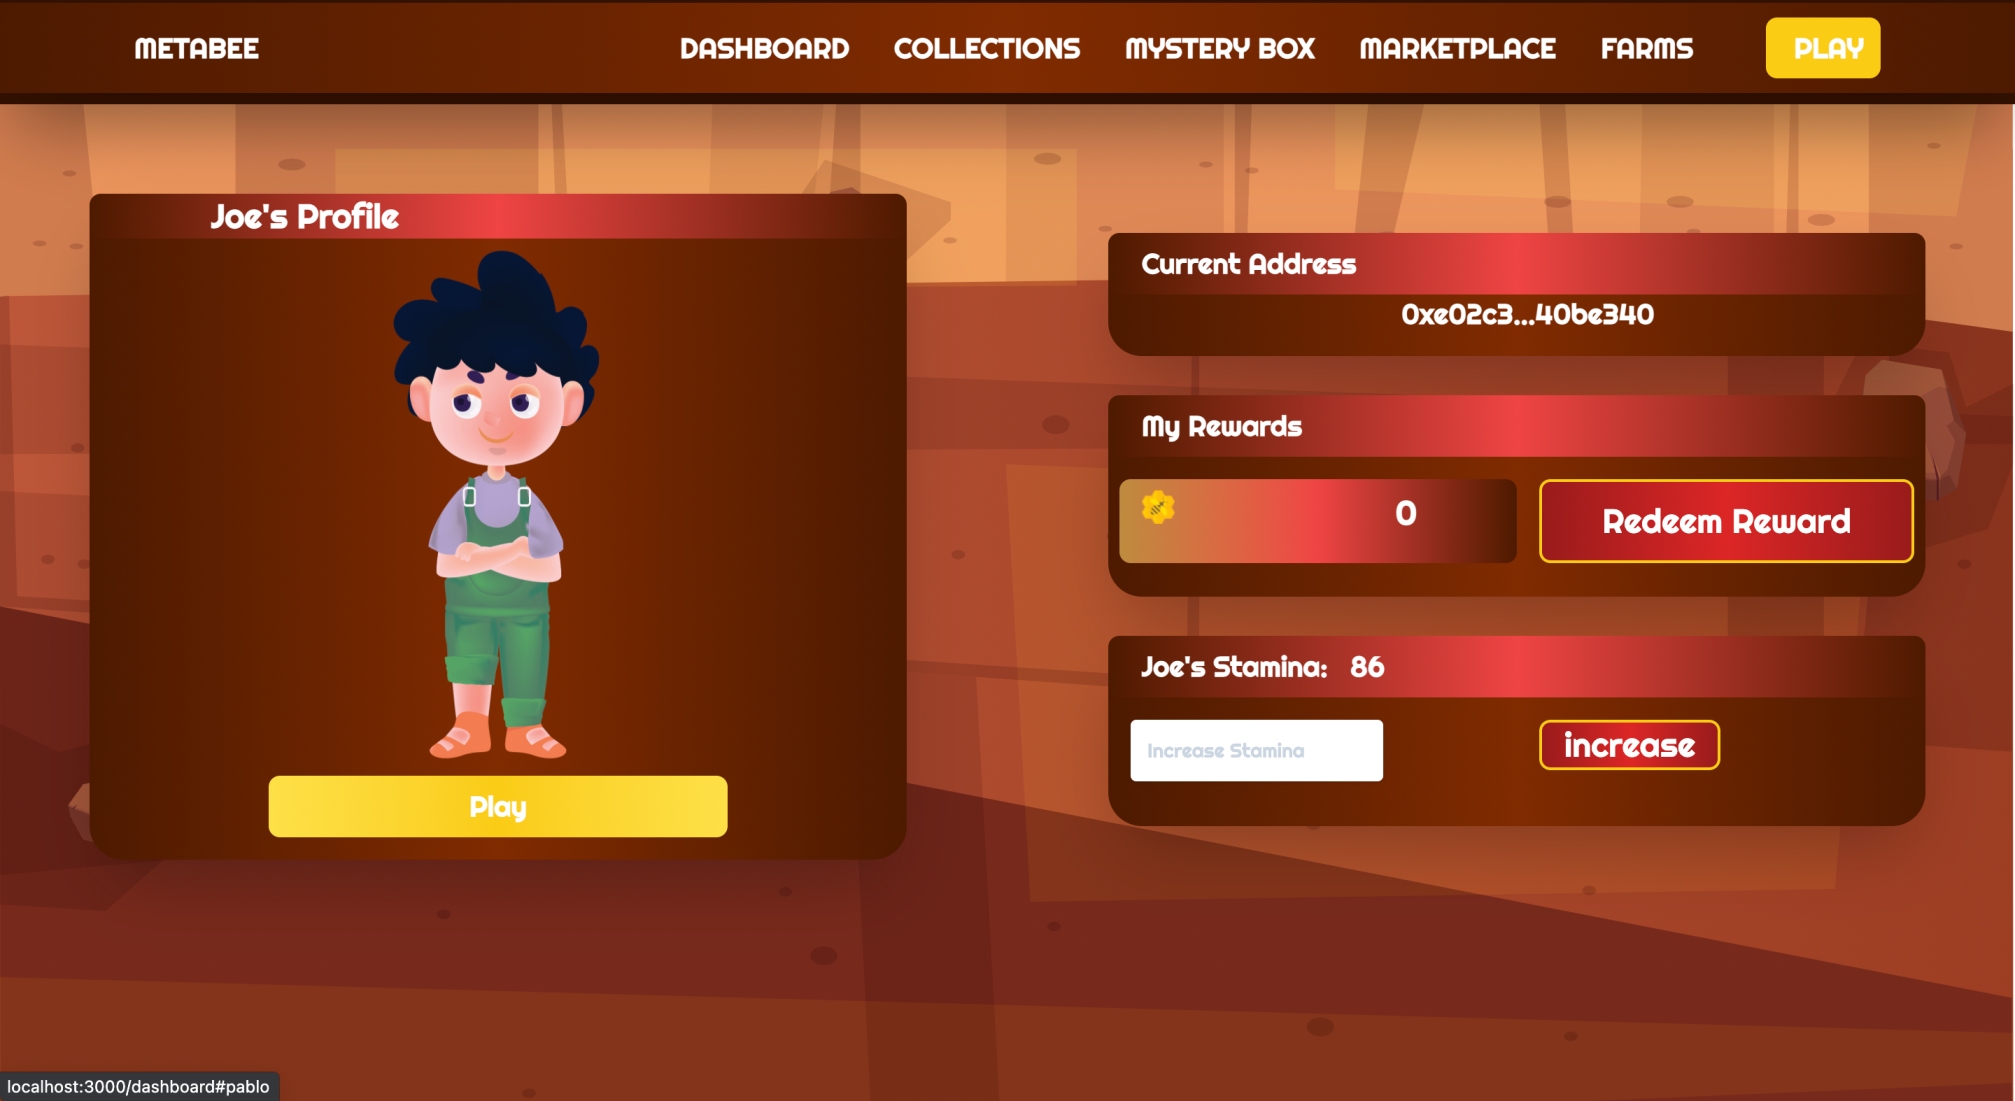 METABEE
DASHBOARD
COLLECTIONS
MYSTERY BOX
MARKETPLACE
FARMS
PLAY
Joe's Profile
Play
Current Address
0xe02c3...40be340
My Rewards
0
Redeem Reward
Joe's Stamina: 86
Increase Stamina
increase
localhost:3000/dashboard#pablo